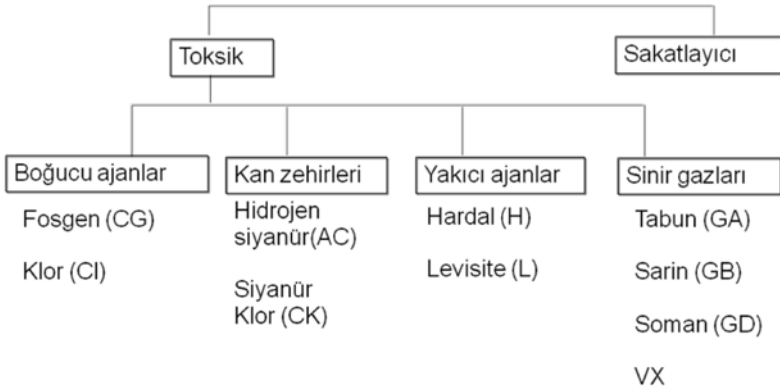 Toksik
Sakatlayıcı
Boğucu ajanlar
Fosgen (CG)
Klor (CI)
Kan zehirleri
Hidrojen
siyanür(AC)
Siyanür
Klor (CK)
Yakıcı ajanlar
Hardal (H)
Levisite (L)
Sinir gazları
Tabun (GA)
Sarin (GB)
Soman (GD)
VX